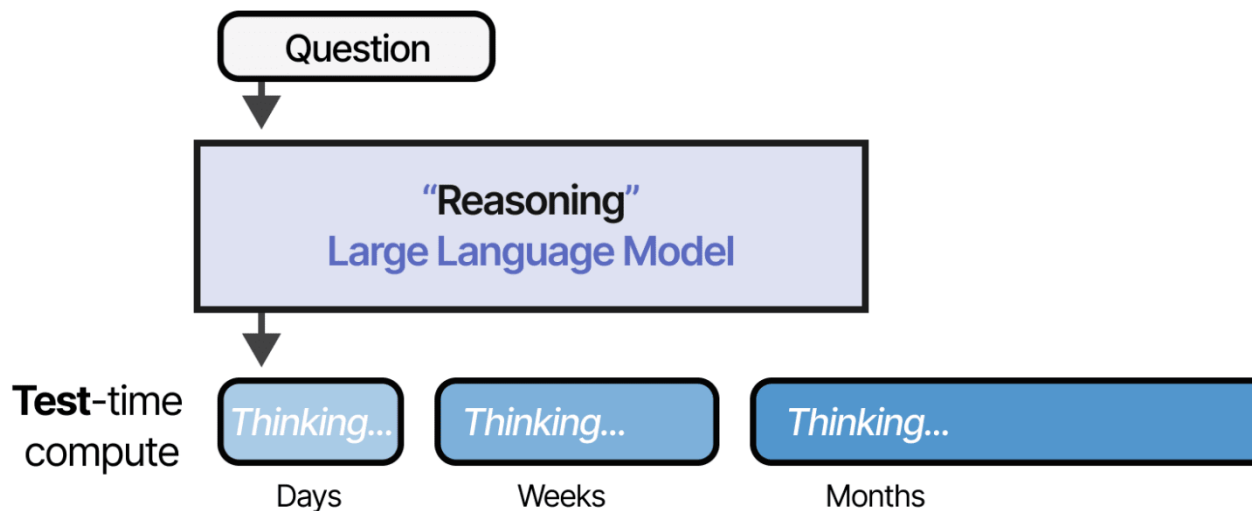 Question
“Reasoning”
Large Language Model
Test-time
compute
Thinking...
Thinking...
Thinking...
Days
Weeks
Months